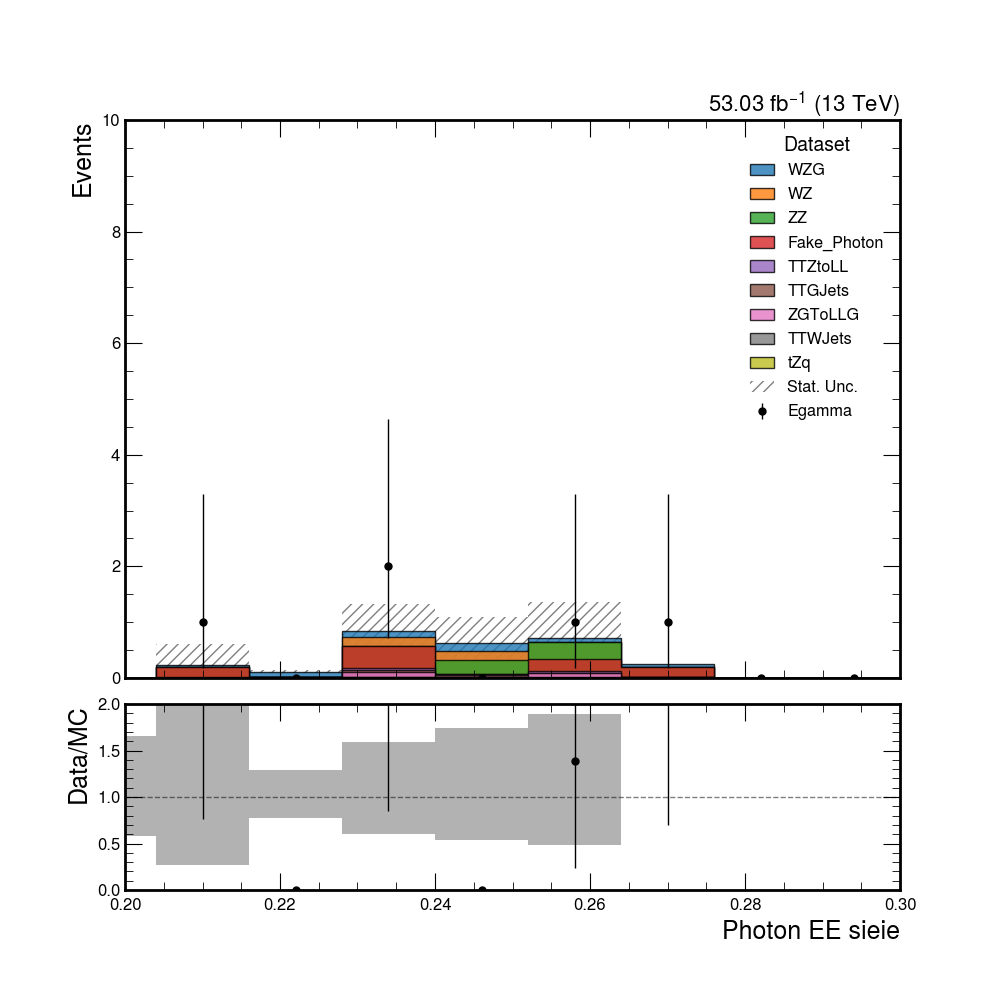 53.03 fb⁻¹ (13 TeV)
Events
10
8
6
4
2
0
Dataset
WZG
WZ
ZZ
Fake_Photon
TTZtoLL
TTGJets
ZGToLLG
TTWJets
tZq
Stat. Unc.
Egamma
Data/MC
2.0
1.5
1.0
0.5
0.0
0.20 0.22 0.24 0.26 0.28 0.30
Photon EE sieie